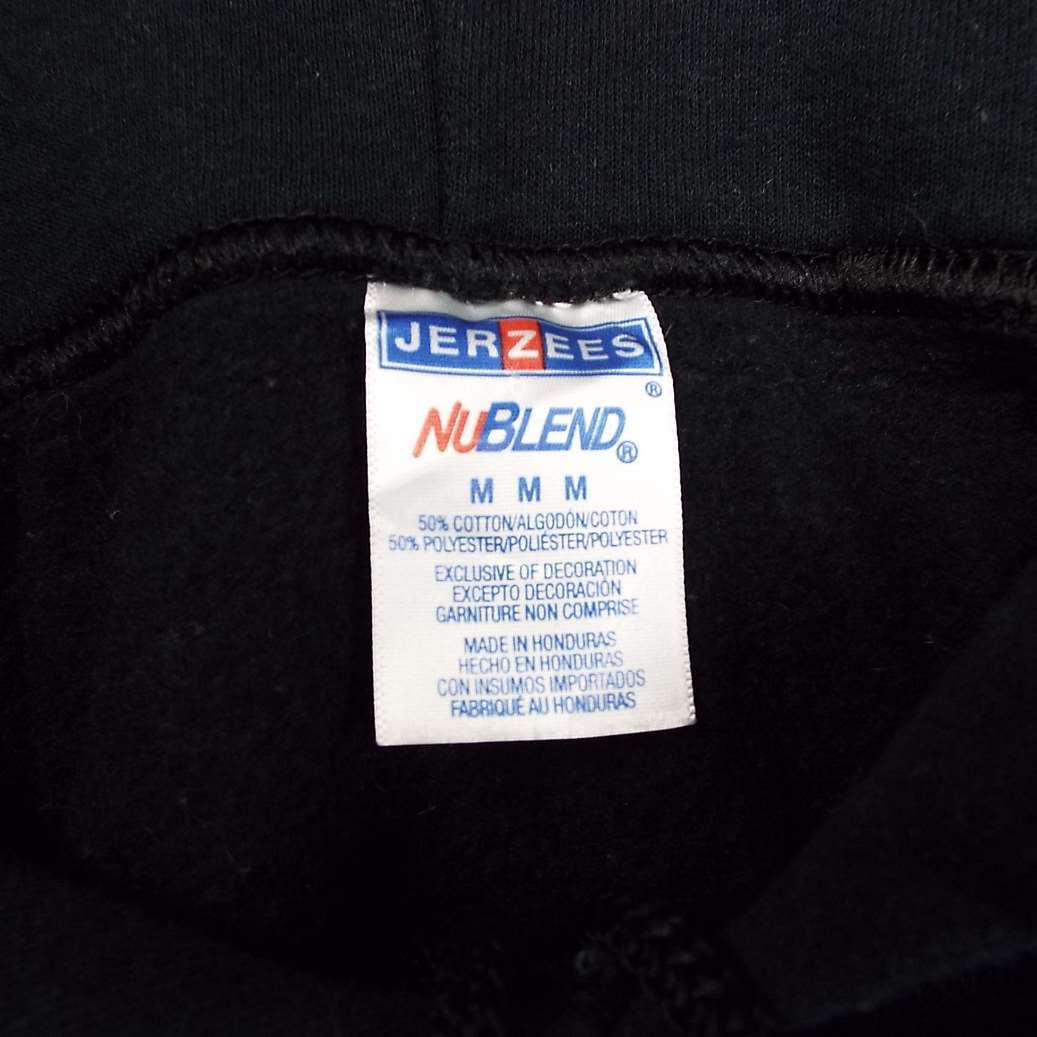 JERZEES
®
NUBLEND®
M M M
50% COTTON/ALGODÓN/COTON
50% POLYESTER/POLIÉSTER/POLYESTER
EXCLUSIVE OF DECORATION
EXCEPTO DECORACIÓN
GARNITURE NON COMPRISE
MADE IN HONDURAS
HECHO EN HONDURAS
CON INSUMOS IMPORTADOS
FABRIQUÉ AU HONDURAS